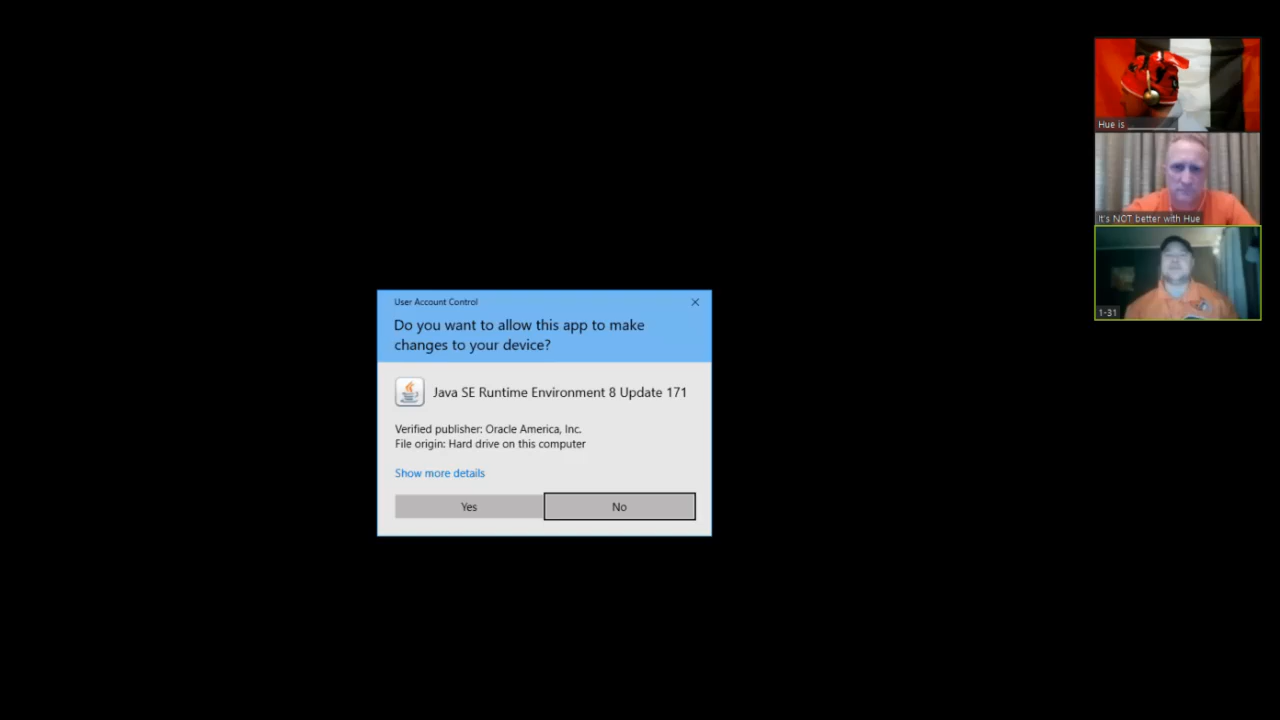 User Account Control
Do you want to allow this app to make
changes to your device?
Java SE Runtime Environment 8 Update 171
Verified publisher: Oracle America, Inc.
File origin: Hard drive on this computer
Show more details
Yes
No
Hue is ________
It's NOT better with Hue
1-31